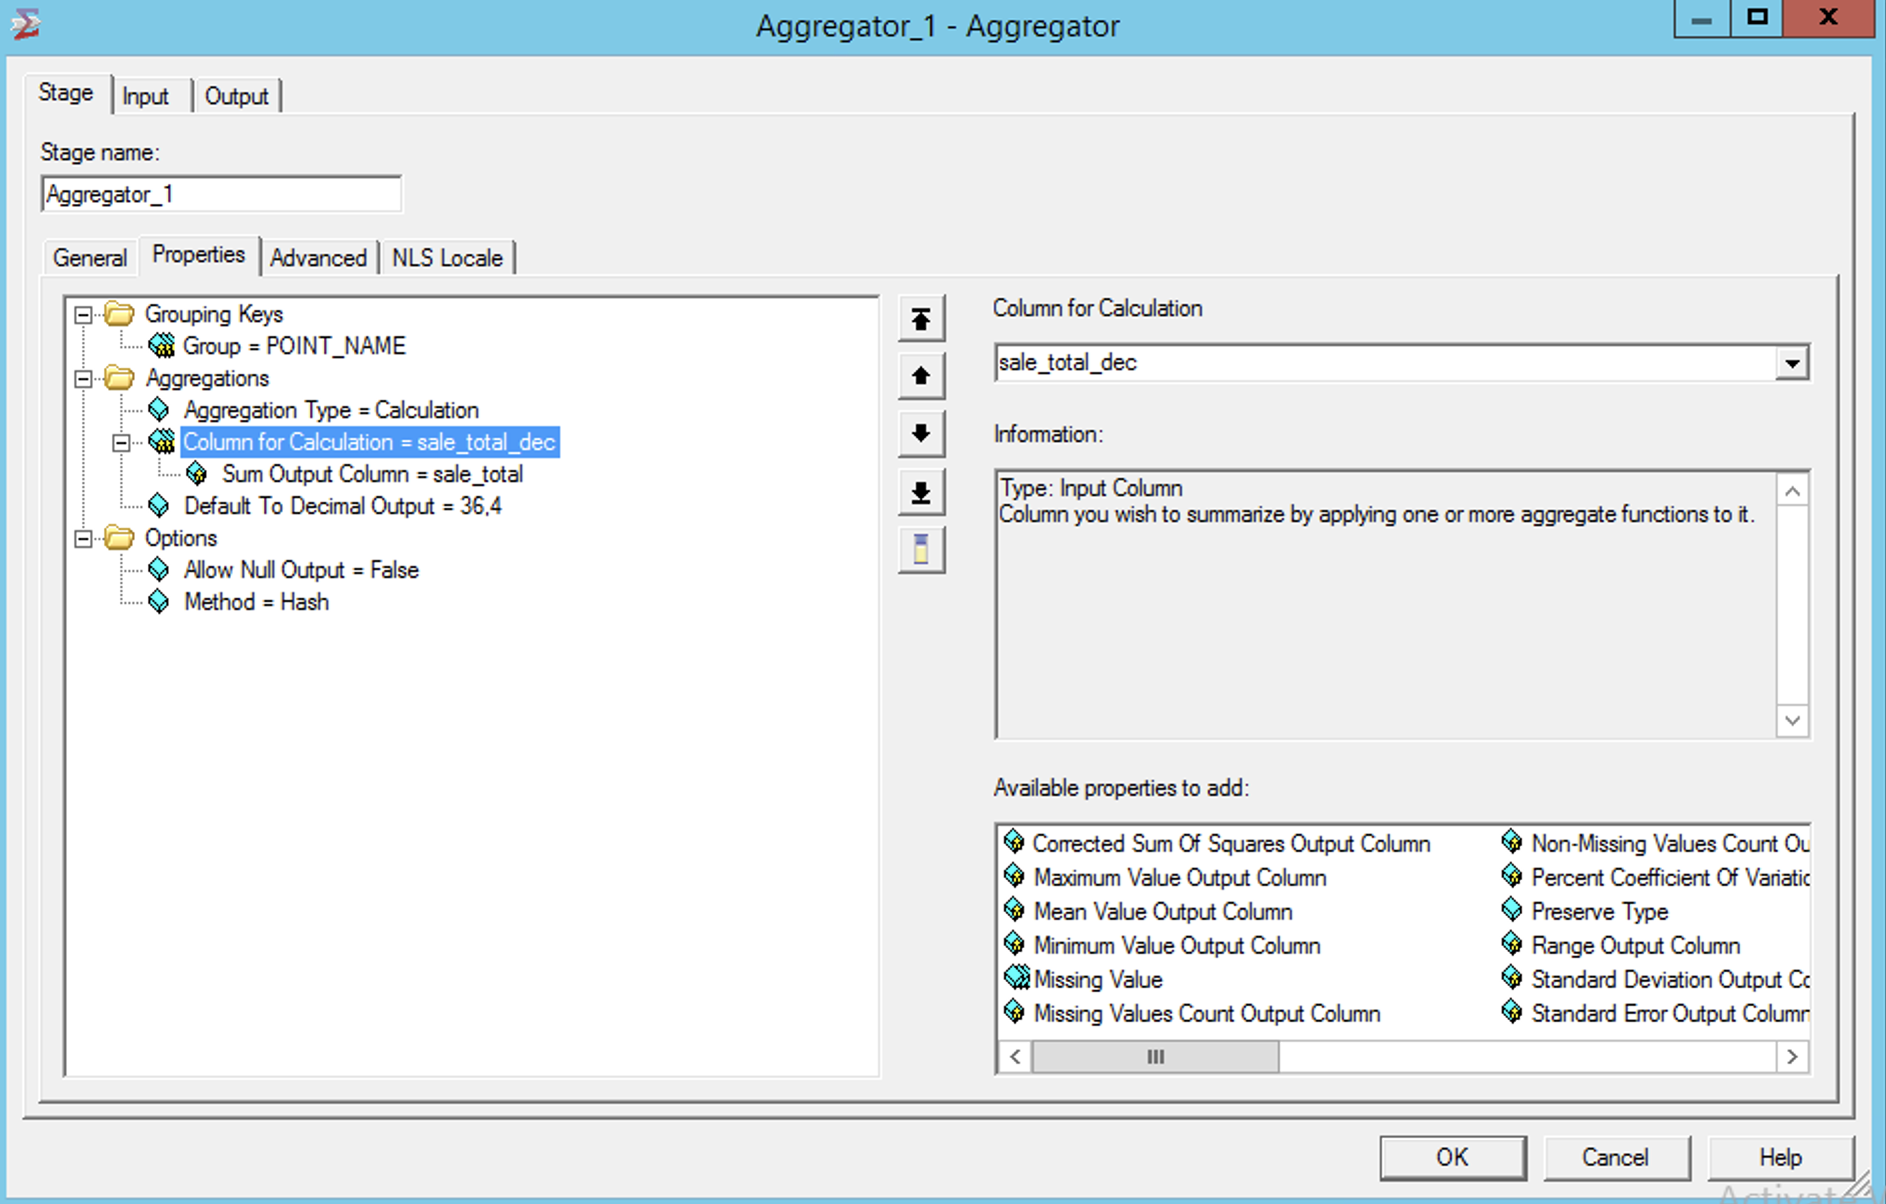 Aggregator_1 - Aggregator
Stage
Input
Output
Stage name:
Aggregator_1
General
Properties
Advanced
NLS Locale
Grouping Keys
Group = POINT_NAME
Aggregations
Aggregation Type = Calculation
Column for Calculation = sale_total_dec
Sum Output Column = sale_total
Default To Decimal Output = 36,4
Options
Allow Null Output = False
Method = Hash
Column for Calculation
sale_total_dec
Information:
Type: Input Column
Column you wish to summarize by applying one or more aggregate functions to it.
Available properties to add:
Corrected Sum Of Squares Output Column
Maximum Value Output Column
Mean Value Output Column
Minimum Value Output Column
Missing Value
Missing Values Count Output Column
Non-Missing Values Count Ou
Percent Coefficient Of Variatio
Preserve Type
Range Output Column
Standard Deviation Output Co
Standard Error Output Column
OK
Cancel
Help